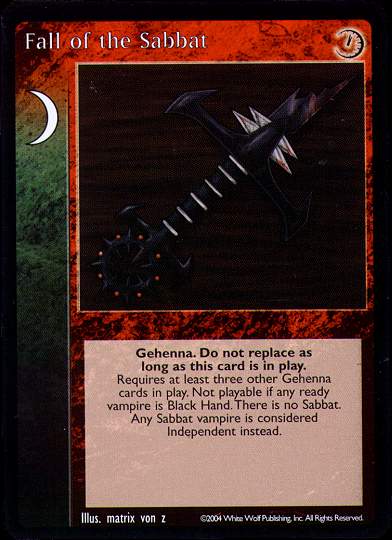 Fall of the Sabbat
Gehenna. Do not replace as
long as this card is in play.
Requires at least three other Gehenna
cards in play. Not playable if any ready
vampire is Black Hand. There is no Sabbat.
Any Sabbat vampire is considered
Independent instead.
Illus. matrix von z
©2004 White Wolf Publishing, Inc. All Rights Reserved.